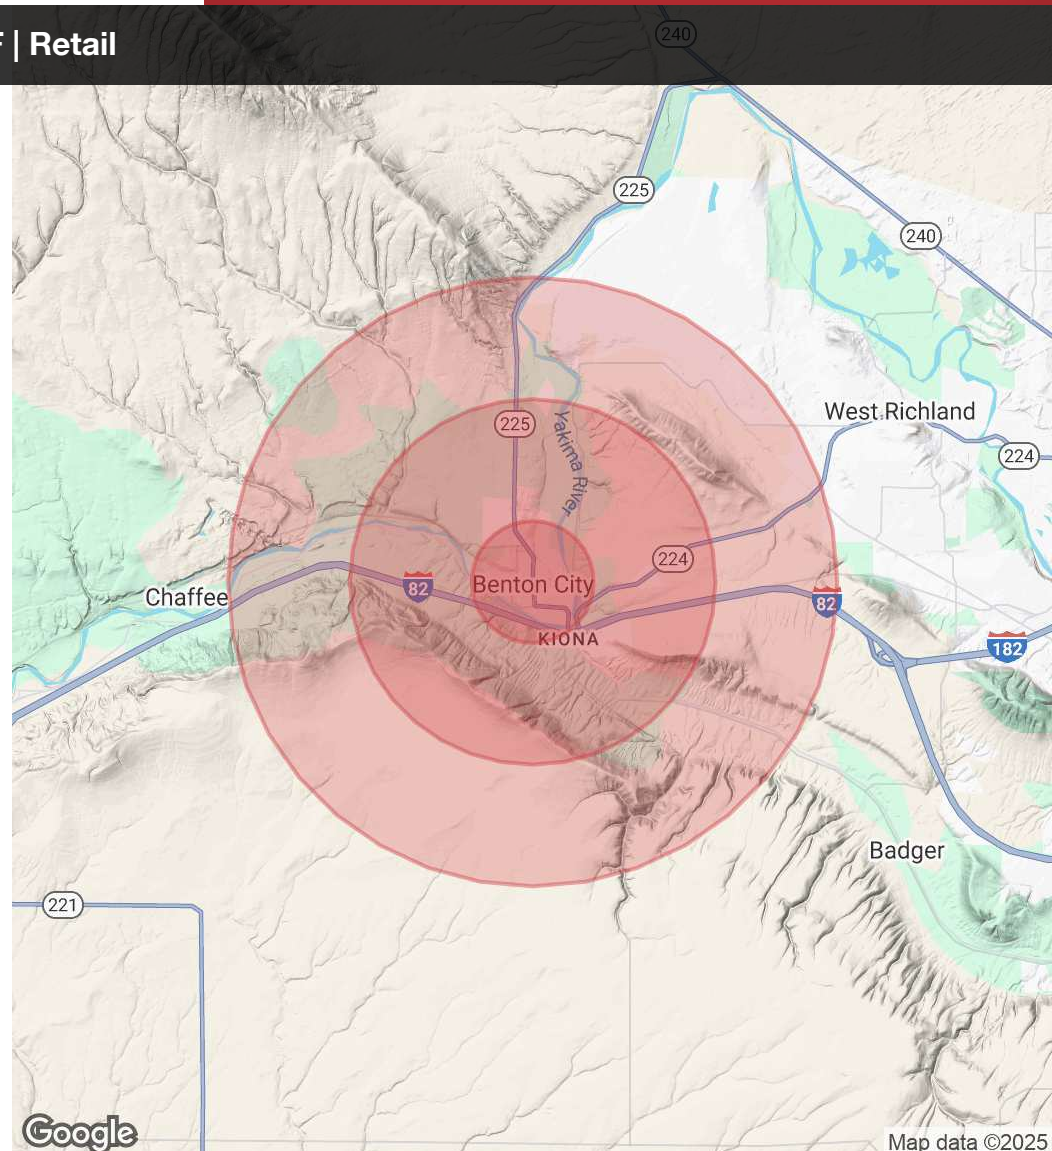 | Retail
240
225
240
West Richland
225
Yakima River
224
224
Benton City
82
Chaffee
82
KIONA
182
Badger
221
Google
Map data ©2025